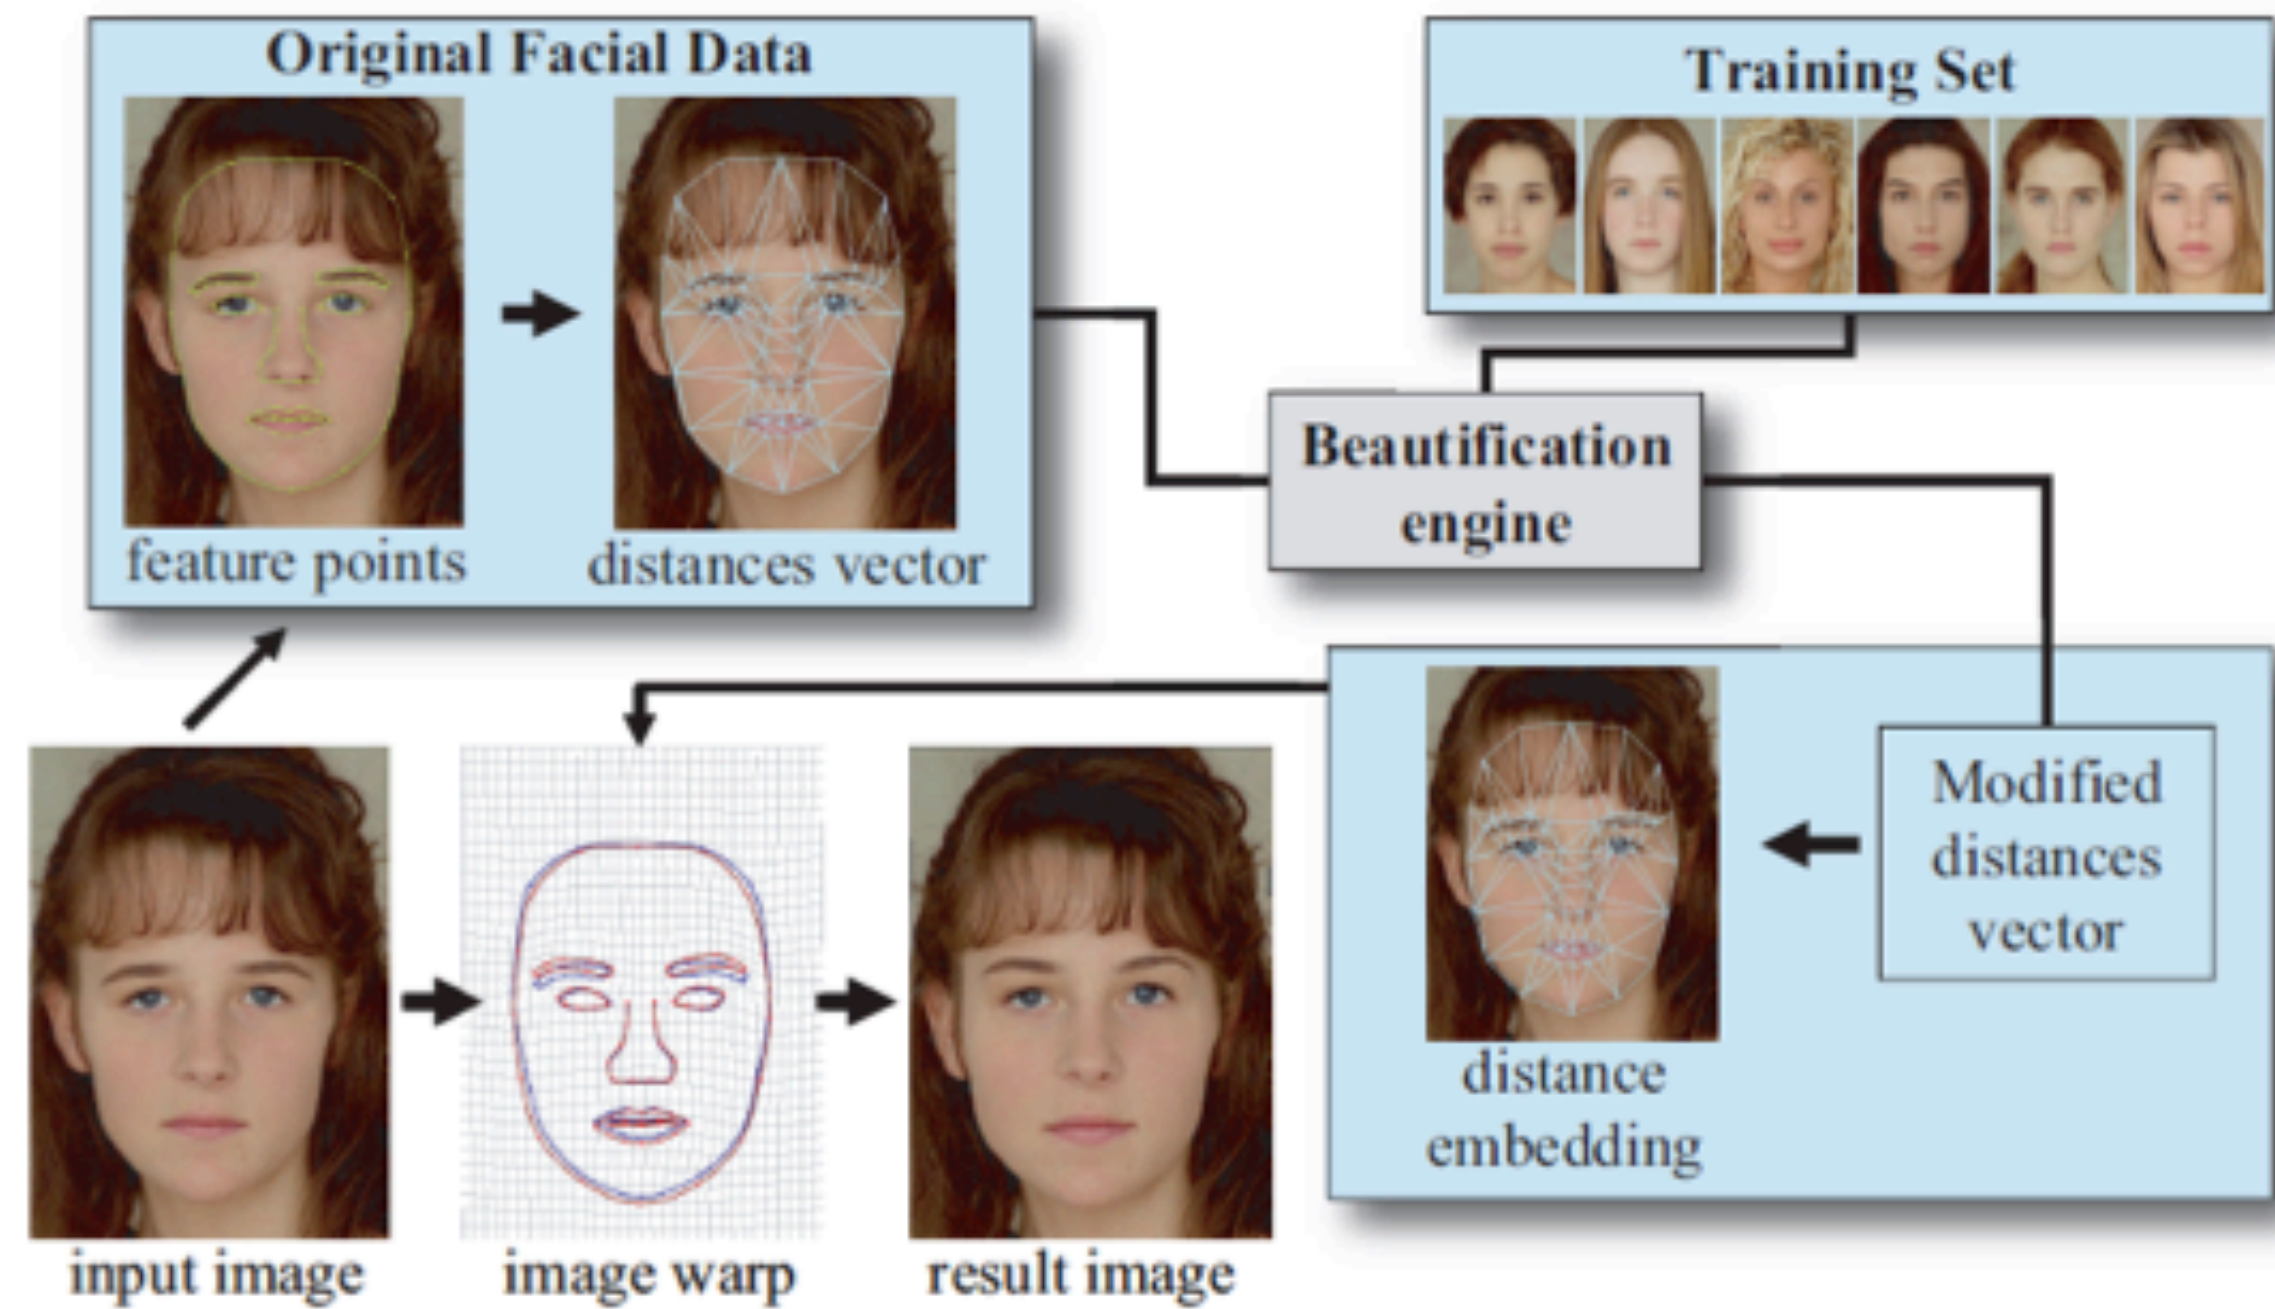 Original Facial Data
feature points
distances vector
Training Set
Beautification
engine
Modified
distances
vector
distance
embedding
input image
image warp
result image